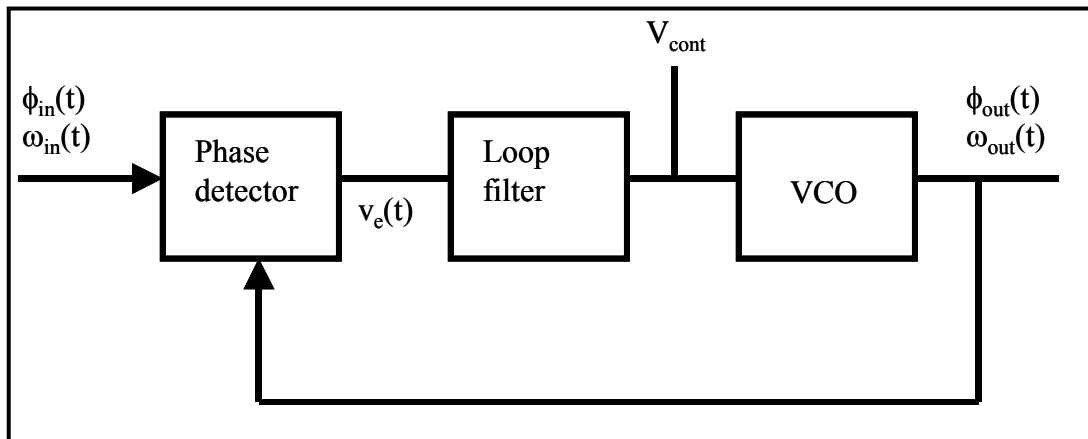 V_cont
ϕ_in(t)
ω_in(t)
Phase
detector
v_e(t)
Loop
filter
VCO
ϕ_out(t)
ω_out(t)